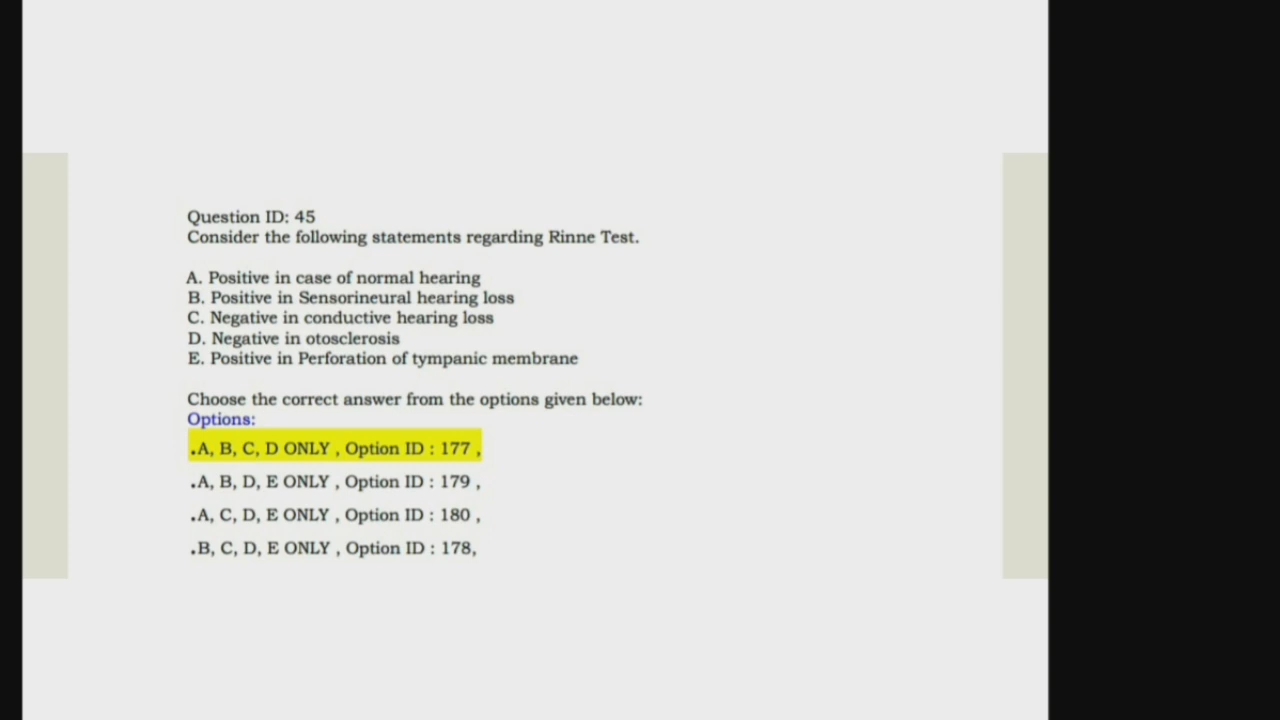 Question ID: 45
Consider the following statements regarding Rinne Test.
A. Positive in case of normal hearing
B. Positive in Sensorineural hearing loss
C. Negative in conductive hearing loss
D. Negative in otosclerosis
E. Positive in Perforation of tympanic membrane
Choose the correct answer from the options given below:
Options:
.A, B, C, D ONLY , Option ID : 177 ,
.A, B, D, E ONLY , Option ID : 179 ,
.A, C, D, E ONLY , Option ID : 180 ,
.B, C, D, E ONLY , Option ID : 178,